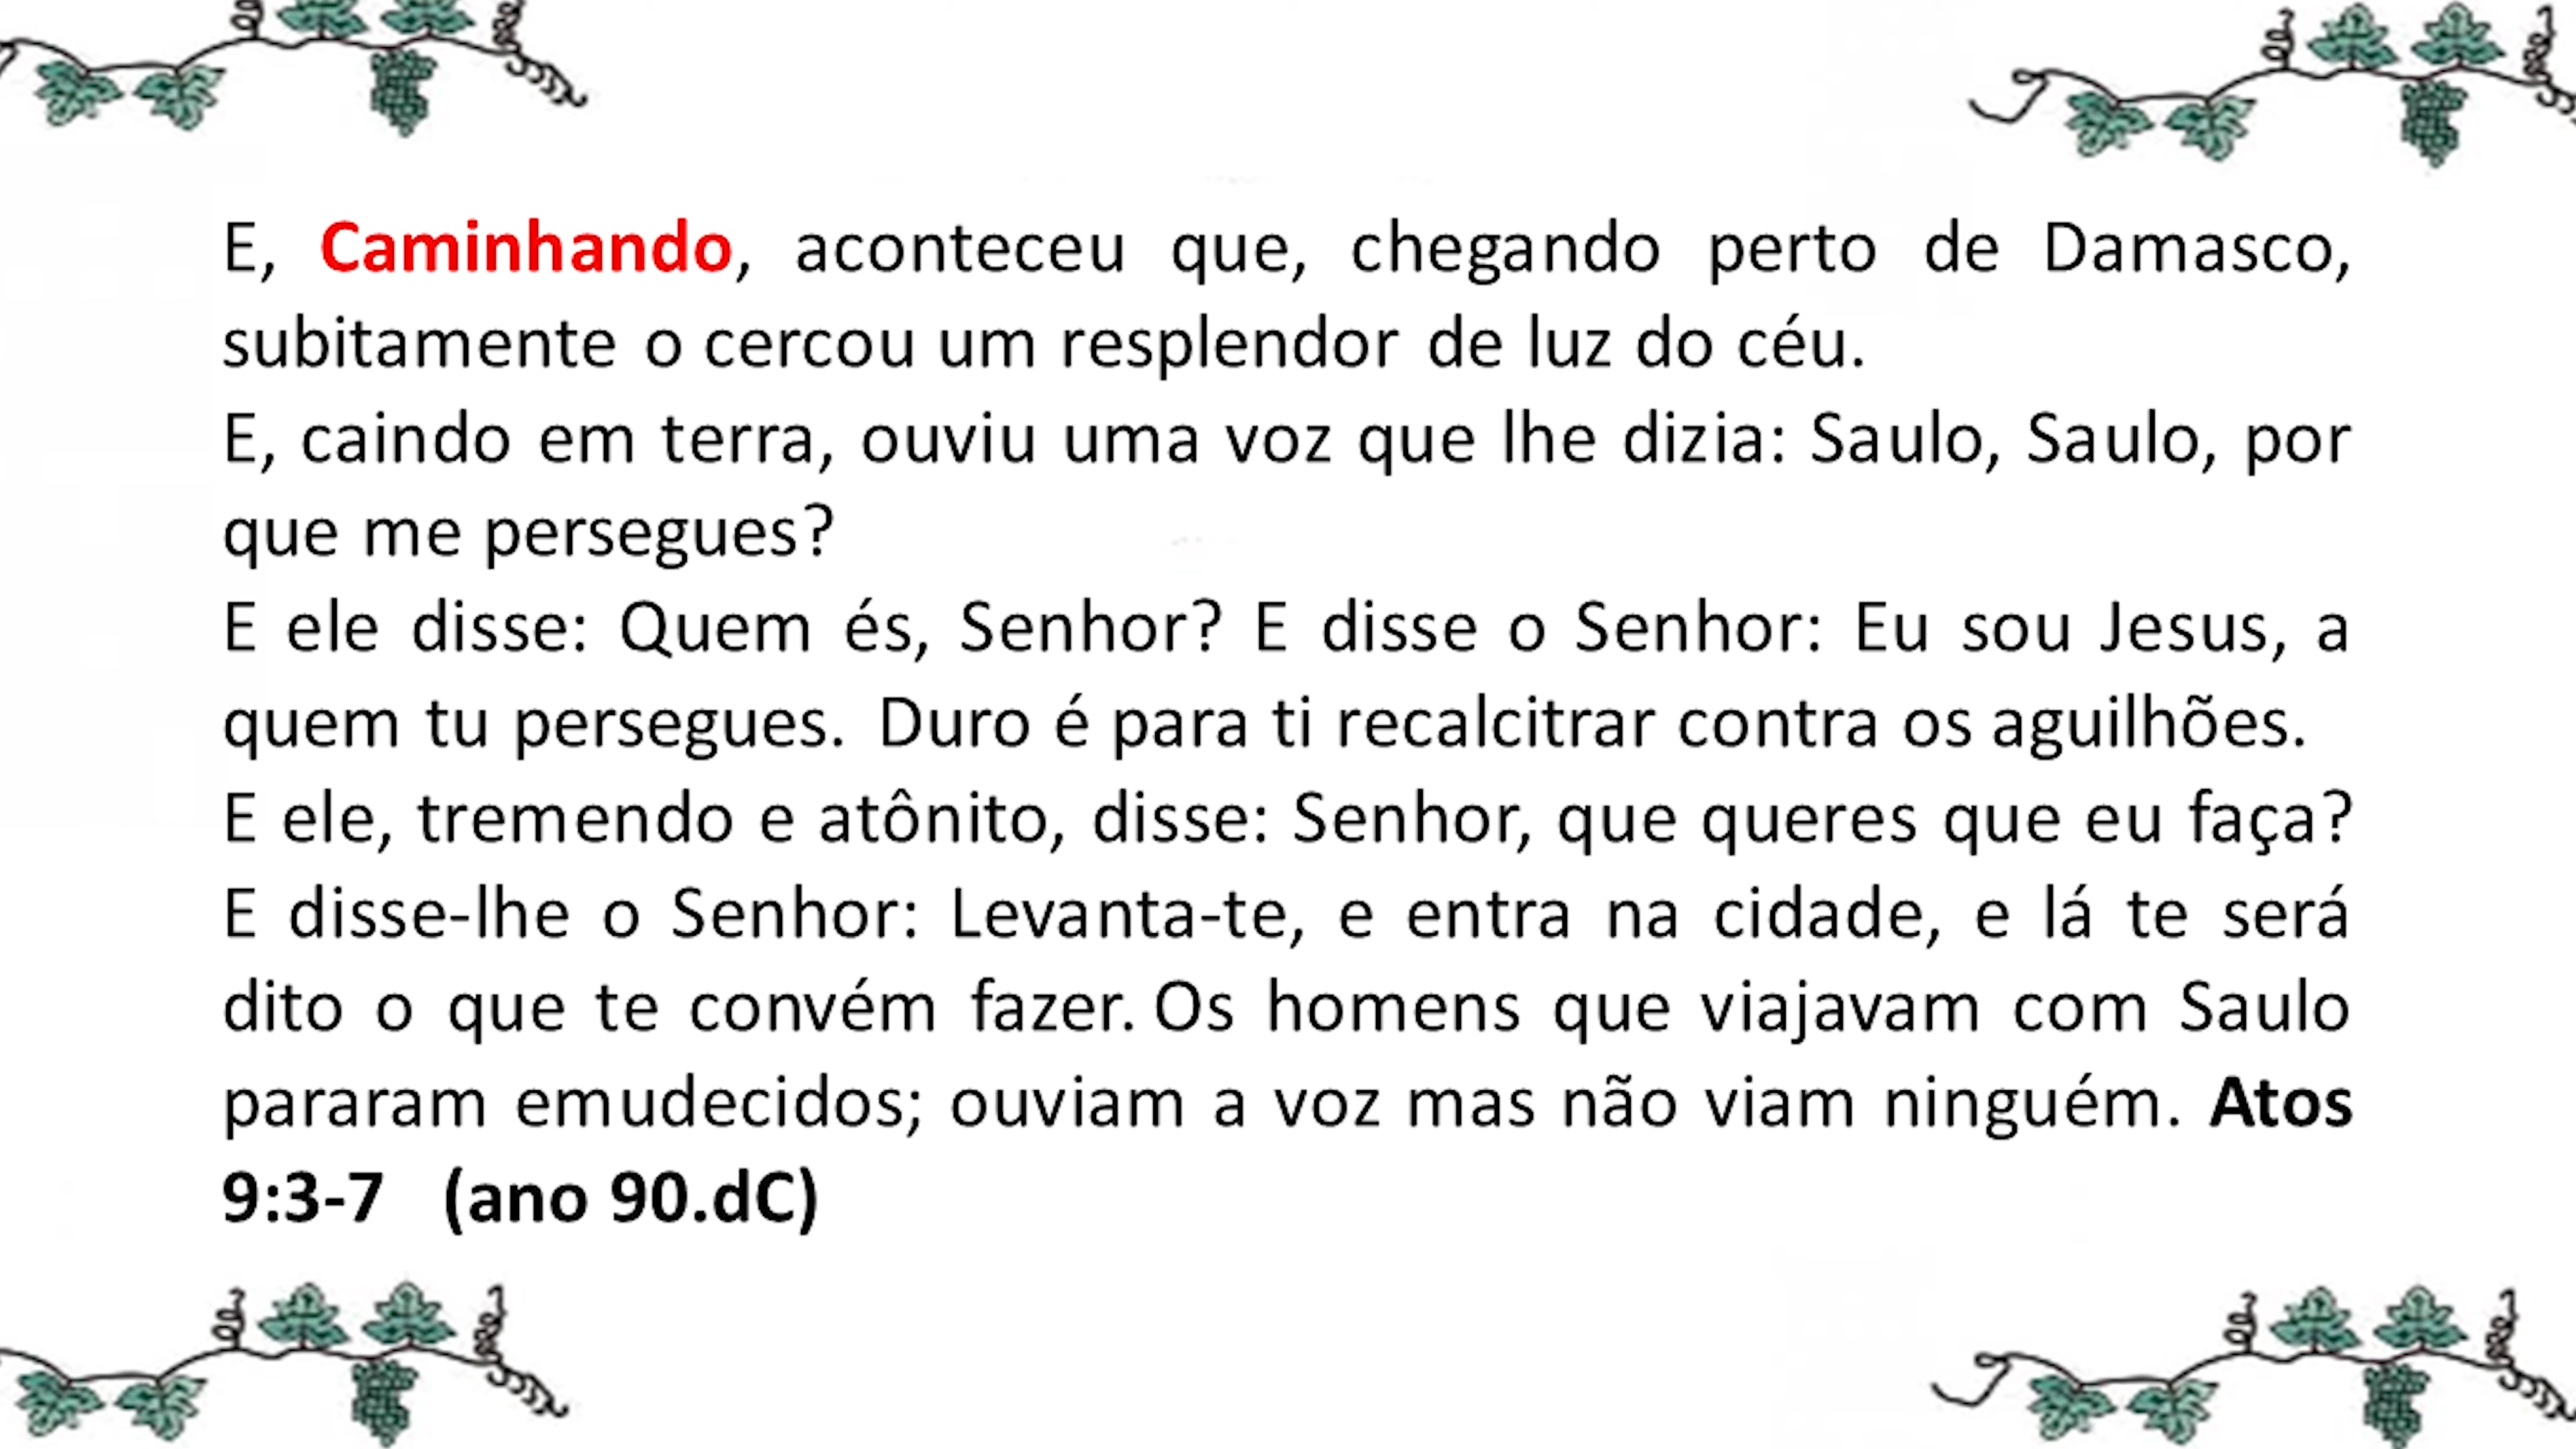 E, Caminhando, aconteceu que, chegando perto de Damasco,
subitamente o cercou um resplendor de luz do céu.
E, caindo em terra, ouviu uma voz que lhe dizia: Saulo, Saulo, por
que me persegues?
E ele disse: Quem és, Senhor? E disse o Senhor: Eu sou Jesus, a
quem tu persegues. Duro é para ti recalcitrar contra os aguilhões.
E ele, tremendo e atônito, disse: Senhor, que queres que eu faça?
E disse-lhe o Senhor: Levanta-te, e entra na cidade, e lá te será
dito o que te convém fazer. Os homens que viajavam com Saulo
pararam emudecidos; ouviam a voz mas não viam ninguém. Atos
9:3-7 (ano 90.dC)